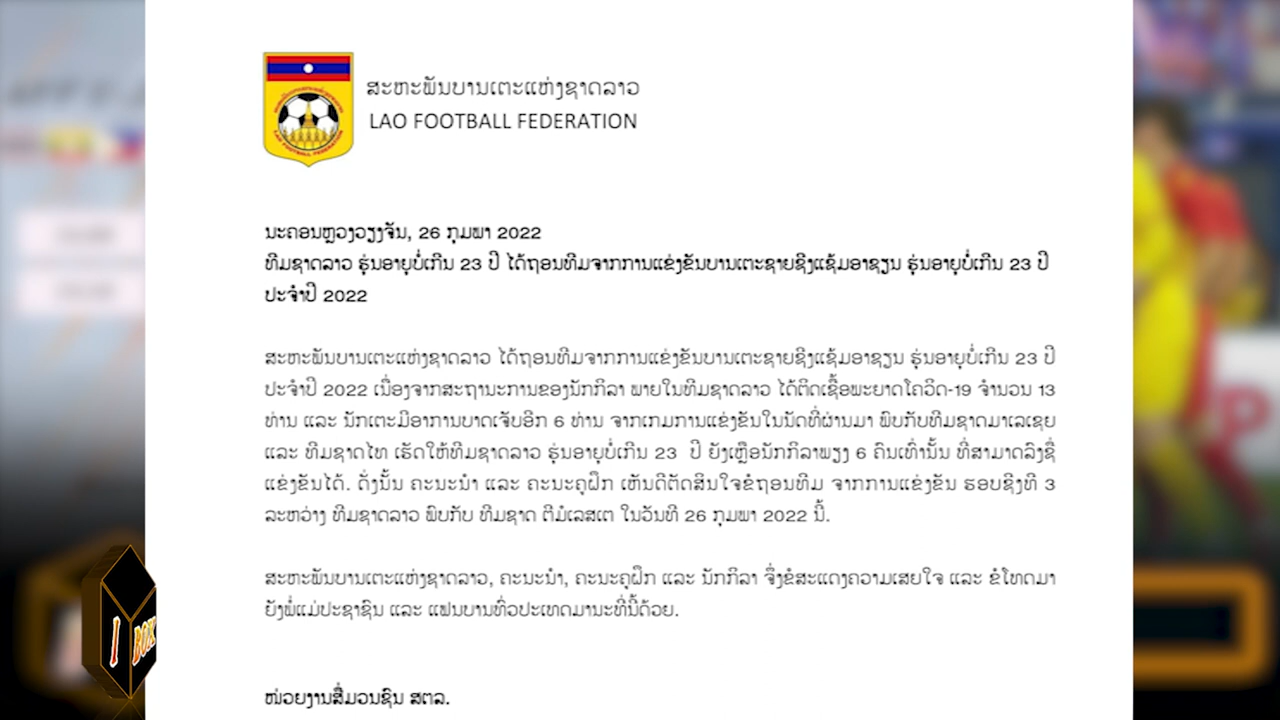 ສະຫະພັນບານເຕະແຫ່ງຊາດລາວ
LAO FOOTBALL FEDERATION
ນະຄອນຫຼວງວຽງຈັນ, 26 ກຸມພາ 2022
ທີມຊາດລາວ ຮຸ່ນອາຍຸບໍ່ເກີນ 23 ປີ ໄດ້ຖອນທີມຈາກການແຂ່ງຂັນບານເຕະຊາຍຊີງແຊ້ມອາຊຽນ ຮຸ່ນອາຍຸບໍ່ເກີນ 23 ປີ
ປະຈໍາປີ 2022
ສະຫະພັນບານເຕະແຫ່ງຊາດລາວ ໄດ້ຖອນທີມຈາກການແຂ່ງຂັນບານເຕະຊາຍຊີງແຊ້ມອາຊຽນ ຮຸ່ນອາຍຸບໍ່ເກີນ 23 ປີ
ປະຈໍາປີ 2022 ເນື່ອງຈາກສະຖານະການຂອງນັກກິລາ ພາຍໃນທີມຊາດລາວ ໄດ້ຕິດເຊື້ອພະຍາດໂຄວິດ-19 ຈໍານວນ 13
ທ່ານ ແລະ ນັກເຕະມີອາການບາດເຈັບອີກ 6 ທ່ານ ຈາກເກມການແຂ່ງຂັນໃນນັດທີ່ຜ່ານມາ ພົບກັບທີມຊາດມາເລເຊຍ
ແລະ ທີມຊາດໄທ ເຮັດໃຫ້ທີມຊາດລາວ ຮຸ່ນອາຍຸບໍ່ເກີນ 23 ປີ ຍັງເຫຼືອນັກກິລາພຽງ 6 ຄົນເທົ່ານັ້ນ ທີ່ສາມາດລົງຊື່
ແຂ່ງຂັນໄດ້. ດັ່ງນັ້ນ ຄະນະນໍາ ແລະ ຄະນະຄູຝຶກ ເຫັນດີຕັດສິນໃຈຂໍຖອນທີມ ຈາກການແຂ່ງຂັນ ຮອບຊີງທີ 3
ລະຫວ່າງ ທີມຊາດລາວ ພົບກັບ ທີມຊາດ ຕີມໍເລສເຕ ໃນວັນທີ 26 ກຸມພາ 2022 ນີ້.
ສະຫະພັນບານເຕະແຫ່ງຊາດລາວ, ຄະນະນໍາ, ຄະນະຄູຝຶກ ແລະ ນັກກິລາ ຈຶ່ງຂໍສະແດງຄວາມເສຍໃຈ ແລະ ຂໍໂທດມາ
ຍັງພໍ່ແມ່ປະຊາຊົນ ແລະ ແຟນບານທົ່ວປະເທດມານະທີ່ນີ້ດ້ວຍ.
ໜ່ວຍງານສື່ມວນຊົນ ສຕລ.
I BOX